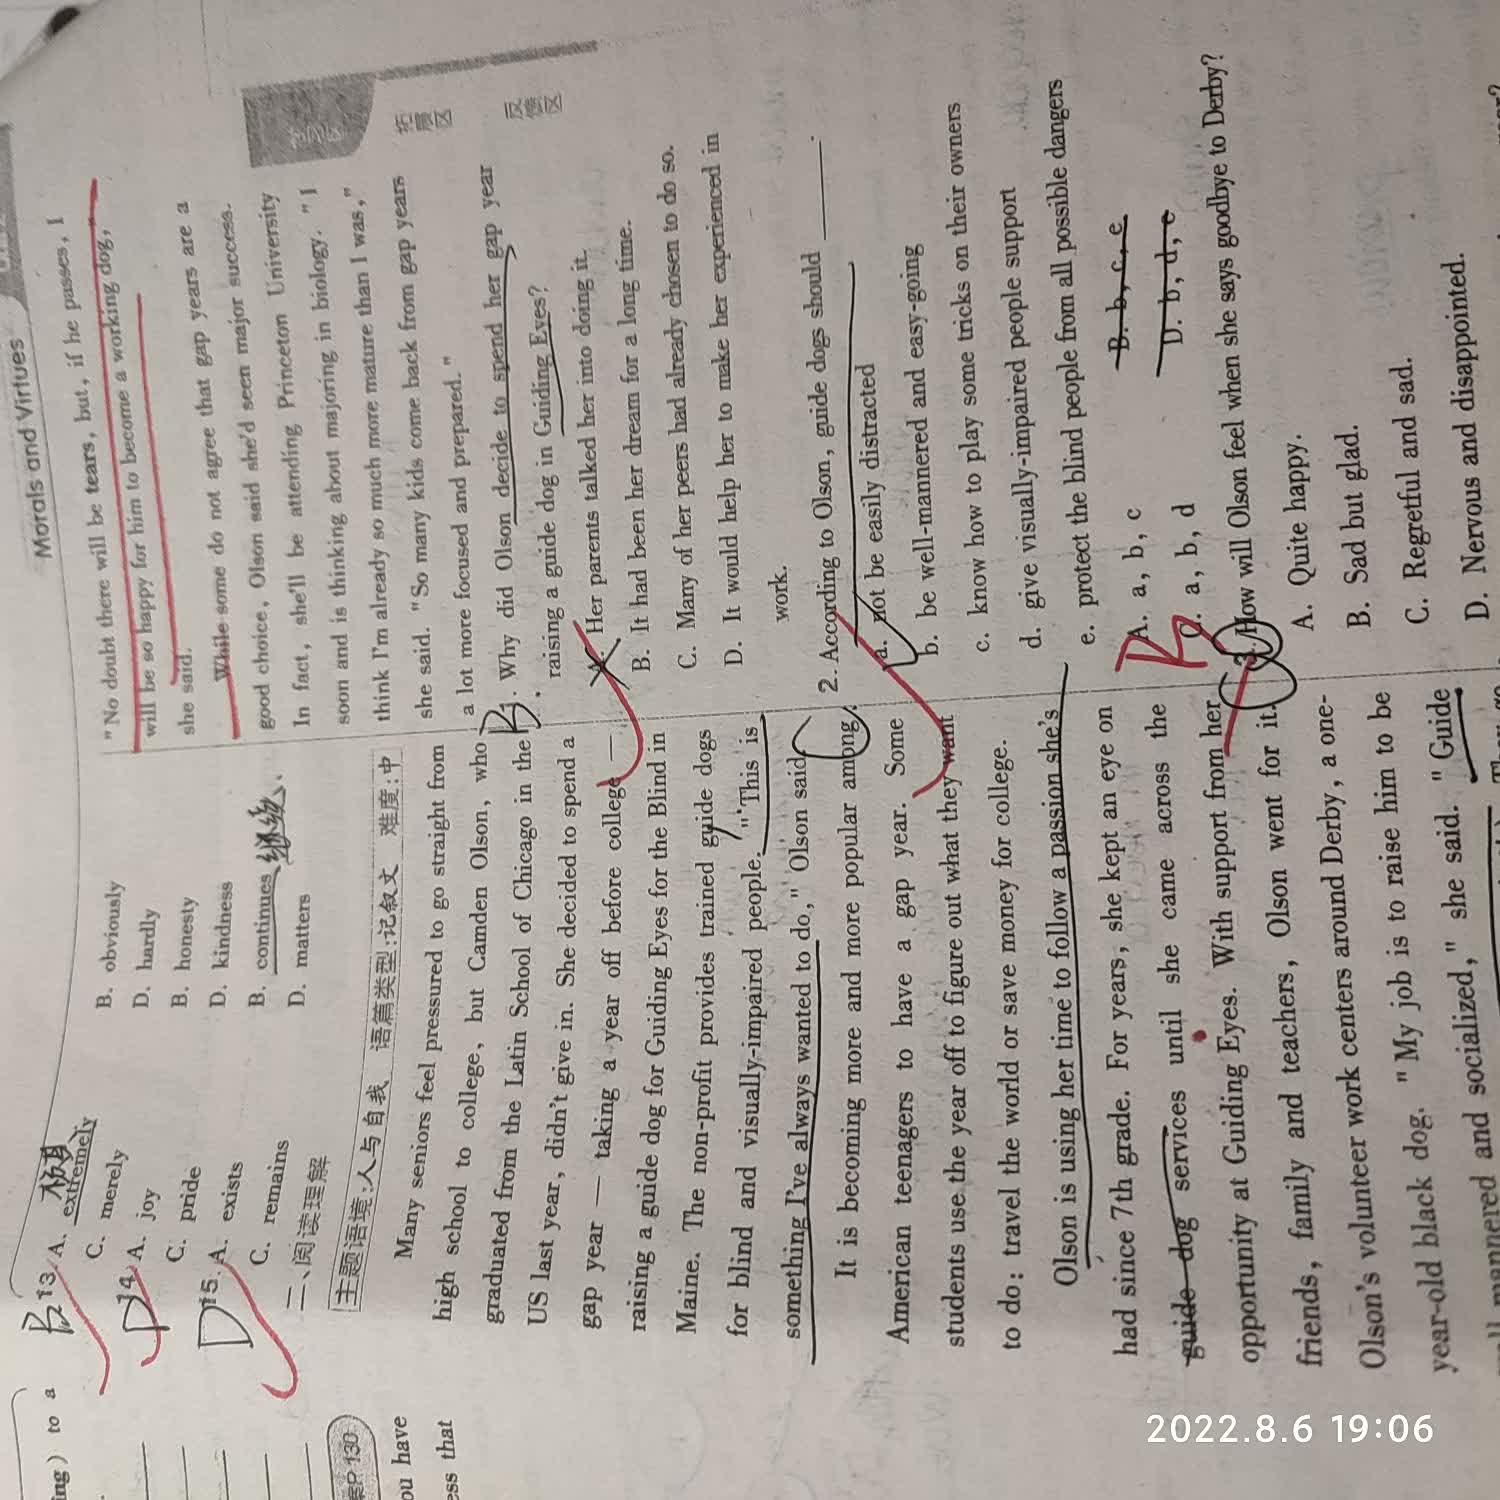 Morals and Virtues
ing) to a
ou have
ess that
P 130
B 13. A. extremely 极其
B. obviously
C. merely
D. hardly
D 14. A. joy
B. honesty
C. pride
D. kindness
D 15. A. exists
B. continues 继续.
C. remains
D. matters
二、阅读理解
主题语境:人与自我 语篇类型:记叙文 难度:中
Many seniors feel pressured to go straight from
high school to college, but Camden Olson, who
graduated from the Latin School of Chicago in the
US last year, didn't give in. She decided to spend a
gap year — taking a year off before college —
raising a guide dog for Guiding Eyes for the Blind in
Maine. The non-profit provides trained guide dogs
for blind and visually-impaired people. "This is
something I've always wanted to do," Olson said.
It is becoming more and more popular among
American teenagers to have a gap year. Some
students use the year off to figure out what they want
to do: travel the world or save money for college.
Olson is using her time to follow a passion she's
had since 7th grade. For years, she kept an eye on
guide dog services until she came across the
opportunity at Guiding Eyes. With support from her
friends, family and teachers, Olson went for it.
Olson's volunteer work centers around Derby, a one-
year-old black dog. "My job is to raise him to be
well-mannered and socialized," she said. "Guide
"No doubt there will be tears, but, if he passes, I
will be so happy for him to become a working dog,"
she said.
While some do not agree that gap years are a
good choice, Olson said she'd seen major success.
In fact, she'll be attending Princeton University
soon and is thinking about majoring in biology. "I
think I'm already so much more mature than I was,"
she said. "So many kids come back from gap years
a lot more focused and prepared."
拓展区
反馈区
B 1. Why did Olson decide to spend her gap year
raising a guide dog in Guiding Eyes?
A. Her parents talked her into doing it.
B. It had been her dream for a long time.
C. Many of her peers had already chosen to do so.
D. It would help her to make her experienced in
work.
2. According to Olson, guide dogs should ____.
a. not be easily distracted
b. be well-mannered and easy-going
c. know how to play some tricks on their owners
d. give visually-impaired people support
e. protect the blind people from all possible dangers
A. a, b, c
B. b, c, e
C. a, b, d
D. b, d, e
B 3. How will Olson feel when she says goodbye to Derby?
A. Quite happy.
B. Sad but glad.
C. Regretful and sad.
D. Nervous and disappointed.
2022.8.6 19:06